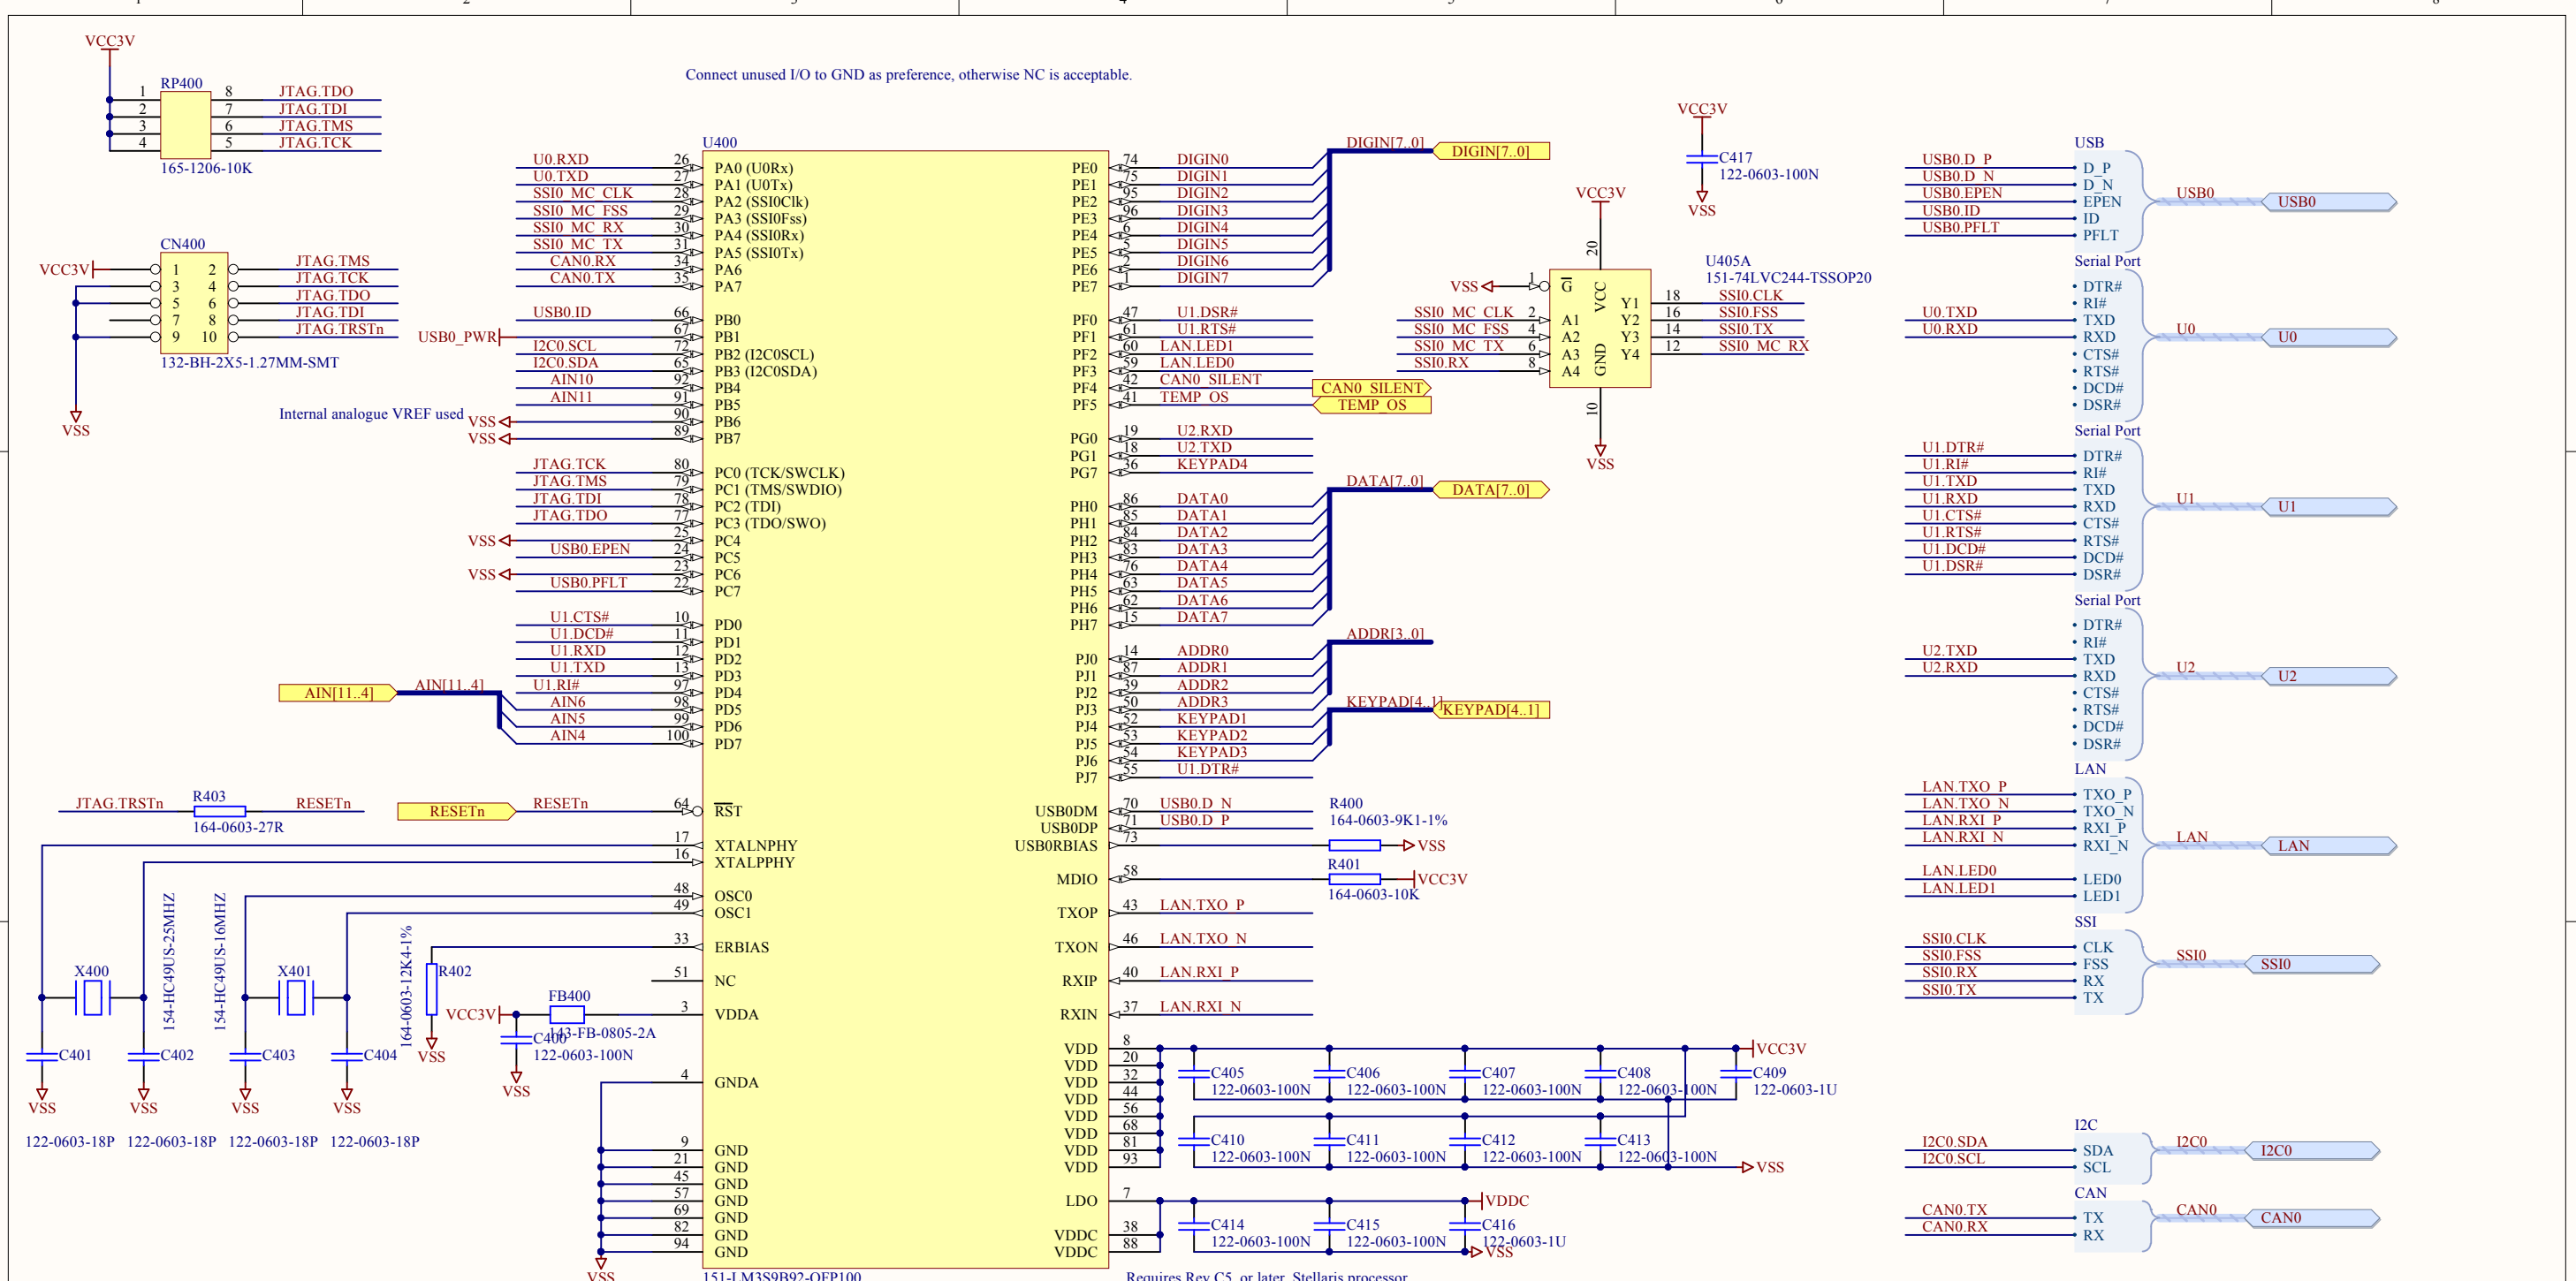 2
VCC3V
RP400
1 8 JTAG.TDO
2 7 JTAG.TDI
3 6 JTAG.TMS
4 5 JTAG.TCK
165-1206-10K
CN400
VCC3V 1 2 JTAG.TMS
3 4 JTAG.TCK
5 6 JTAG.TDO
7 8 JTAG.TDI
9 10 JTAG.TRSTn
132-BH-2X5-1.27MM-SMT
VSS
Internal analogue VREF used
Connect unused I/O to GND as preference, otherwise NC is acceptable.
U400
U0.RXD 26 PA0 (U0Rx)
U0.TXD 27 PA1 (U0Tx)
SSI0_MC_CLK 28 PA2 (SSI0Clk)
SSI0_MC_FSS 29 PA3 (SSI0Fss)
SSI0_MC_RX 30 PA4 (SSI0Rx)
SSI0_MC_TX 31 PA5 (SSI0Tx)
CAN0.RX 34 PA6
CAN0.TX 35 PA7
USB0.ID 66 PB0
USB0_PWR 67 PB1
I2C0.SCL 72 PB2 (I2C0SCL)
I2C0.SDA 65 PB3 (I2C0SDA)
AIN10 92 PB4
AIN11 91 PB5
VSS 90 PB6
VSS 89 PB7
JTAG.TCK 80 PC0 (TCK/SWCLK)
JTAG.TMS 79 PC1 (TMS/SWDIO)
JTAG.TDI 78 PC2 (TDI)
JTAG.TDO 77 PC3 (TDO/SWO)
VSS 25 PC4
USB0.EPEN 24 PC5
VSS 23 PC6
USB0.PFLT 22 PC7
U1.CTS# 10 PD0
U1.DCD# 11 PD1
U1.RXD 12 PD2
U1.TXD 13 PD3
AIN[11..4] AIN[11..4] U1.RI# 97 PD4
AIN6 98 PD5
AIN5 99 PD6
AIN4 100 PD7
JTAG.TRSTn R403 RESETn
164-0603-27R
RESETn RESETn 64 RST
17 XTALNPHY
16 XTALPPHY
48 OSC0
49 OSC1
33 ERBIAS
51 NC
3 VDDA
4 GNDA
9 GND
21 GND
45 GND
57 GND
69 GND
82 GND
94 GND
VSS
X400
154-HC49US-25MHZ
X401
154-HC49US-16MHZ
164-0603-12K4-1%
R402
VSS
VCC3V FB400
143-FB-0805-2A
C400
122-0603-100N
VSS
C401 C402 C403 C404
VSS VSS VSS VSS
122-0603-18P 122-0603-18P 122-0603-18P 122-0603-18P
151-LM3S9B92-QFP100
PE0 74 DIGIN0
PE1 75 DIGIN1
PE2 95 DIGIN2
PE3 96 DIGIN3
PE4 6 DIGIN4
PE5 5 DIGIN5
PE6 2 DIGIN6
PE7 1 DIGIN7
DIGIN[7..0] DIGIN[7..0]
PF0 47 U1.DSR#
PF1 61 U1.RTS#
PF2 60 LAN.LED1
PF3 59 LAN.LED0
PF4 42 CAN0_SILENT CAN0_SILENT
PF5 41 TEMP_OS TEMP_OS
PG0 19 U2.RXD
PG1 18 U2.TXD
PG7 36 KEYPAD4
DATA[7..0] DATA[7..0]
PH0 86 DATA0
PH1 85 DATA1
PH2 84 DATA2
PH3 83 DATA3
PH4 76 DATA4
PH5 63 DATA5
PH6 62 DATA6
PH7 15 DATA7
ADDR[3..0]
PJ0 14 ADDR0
PJ1 87 ADDR1
PJ2 39 ADDR2
PJ3 50 ADDR3
KEYPAD[4..1] KEYPAD[4..1]
PJ4 52 KEYPAD1
PJ5 53 KEYPAD2
PJ6 54 KEYPAD3
PJ7 55 U1.DTR#
USB0DM 70 USB0.D_N
USB0DP 71 USB0.D_P
R400
164-0603-9K1-1%
USB0RBIAS 73 VSS
R401
MDIO 58 VCC3V
164-0603-10K
TXOP 43 LAN.TXO_P
TXON 46 LAN.TXO_N
RXIP 40 LAN.RXI_P
RXIN 37 LAN.RXI_N
VDD 8 VCC3V
VDD 20
VDD 32
VDD 44
VDD 56
VDD 68
VDD 81
VDD 93
C405 C406 C407 C408 C409
122-0603-100N 122-0603-100N 122-0603-100N 122-0603-100N 122-0603-1U
C410 C411 C412 C413
122-0603-100N 122-0603-100N 122-0603-100N 122-0603-100N
VSS
LDO 7 VDDC
VDDC 38
VDDC 88
C414 C415 C416
122-0603-100N 122-0603-100N 122-0603-1U
VSS
Requires Rev C5, or later, Stellaris processor
VCC3V
C417
122-0603-100N
VSS
VCC3V
20
U405A
151-74LVC244-TSSOP20
VSS 1 G VCC
SSI0_MC_CLK 2 A1 Y1 18 SSI0.CLK
SSI0_MC_FSS 4 A2 Y2 16 SSI0.FSS
SSI0_MC_TX 6 A3 Y3 14 SSI0.TX
SSI0.RX 8 A4 Y4 12 SSI0_MC_RX
GND
10
VSS
USB
USB0.D_P D_P
USB0.D_N D_N
USB0.EPEN EPEN USB0 USB0
USB0.ID ID
USB0.PFLT PFLT
Serial Port
DTR#
RI#
U0.TXD TXD
U0.RXD RXD U0 U0
CTS#
RTS#
DCD#
DSR#
Serial Port
U1.DTR# DTR#
U1.RI# RI#
U1.TXD TXD
U1.RXD RXD U1 U1
U1.CTS# CTS#
U1.RTS# RTS#
U1.DCD# DCD#
U1.DSR# DSR#
Serial Port
DTR#
RI#
U2.TXD TXD
U2.RXD RXD U2 U2
CTS#
RTS#
DCD#
DSR#
LAN
LAN.TXO_P TXO_P
LAN.TXO_N TXO_N
LAN.RXI_P RXI_P
LAN.RXI_N RXI_N LAN LAN
LAN.LED0 LED0
LAN.LED1 LED1
SSI
SSI0.CLK CLK
SSI0.FSS FSS SSI0 SSI0
SSI0.RX RX
SSI0.TX TX
I2C
I2C0.SDA SDA I2C0 I2C0
I2C0.SCL SCL
CAN
CAN0.TX TX CAN0 CAN0
CAN0.RX RX